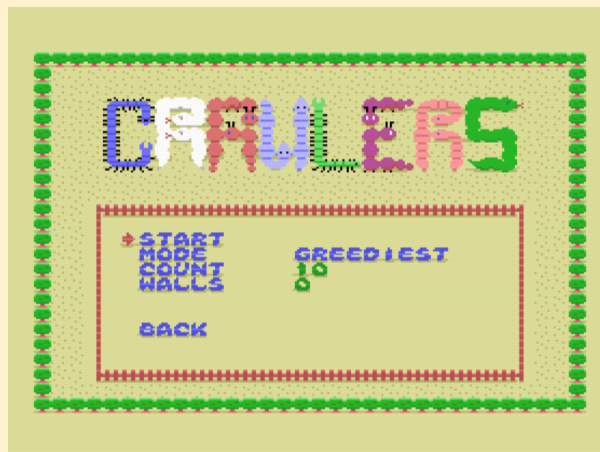 CRAWLERS
START
MODE GREEDIEST
COUNT 10
WALLS 0
BACK